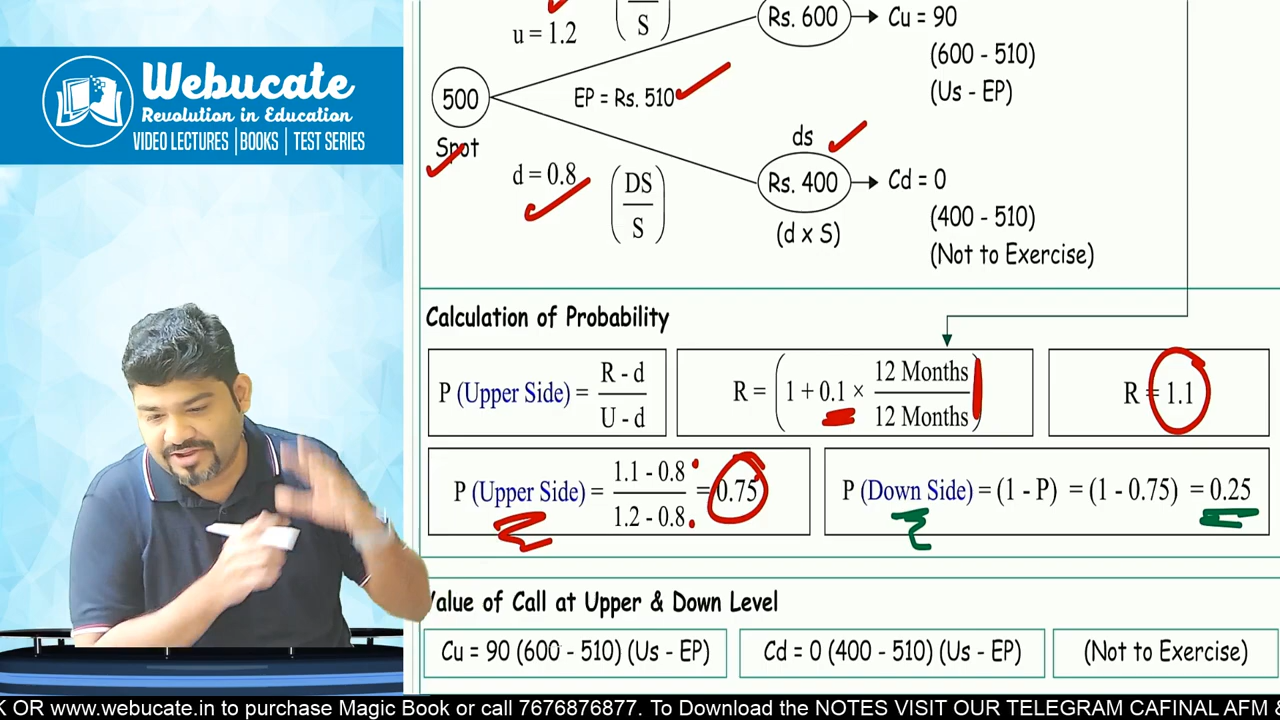 Webucate
Revolution in Education
VIDEO LECTURES | BOOKS | TEST SERIES
S
u = 1.2
Rs. 600
Cu = 90
(600 - 510)
(Us - EP)
500
EP = Rs. 510
Spot
ds
d = 0.8
DS
S
Rs. 400
Cd = 0
(400 - 510)
(d x S)
(Not to Exercise)
Calculation of Probability
P (Upper Side) = R - d
U - d
R = ( 1 + 0.1 × 12 Months
12 Months )
R = 1.1
P (Upper Side) = 1.1 - 0.8
1.2 - 0.8 = 0.75
P (Down Side) = (1 - P) = (1 - 0.75) = 0.25
Value of Call at Upper & Down Level
Cu = 90 (600 - 510) (Us - EP)
Cd = 0 (400 - 510) (Us - EP)
(Not to Exercise)
K OR www.webucate.in to purchase Magic Book or call 7676876877. To Download the NOTES VISIT OUR TELEGRAM CAFINAL AFM &